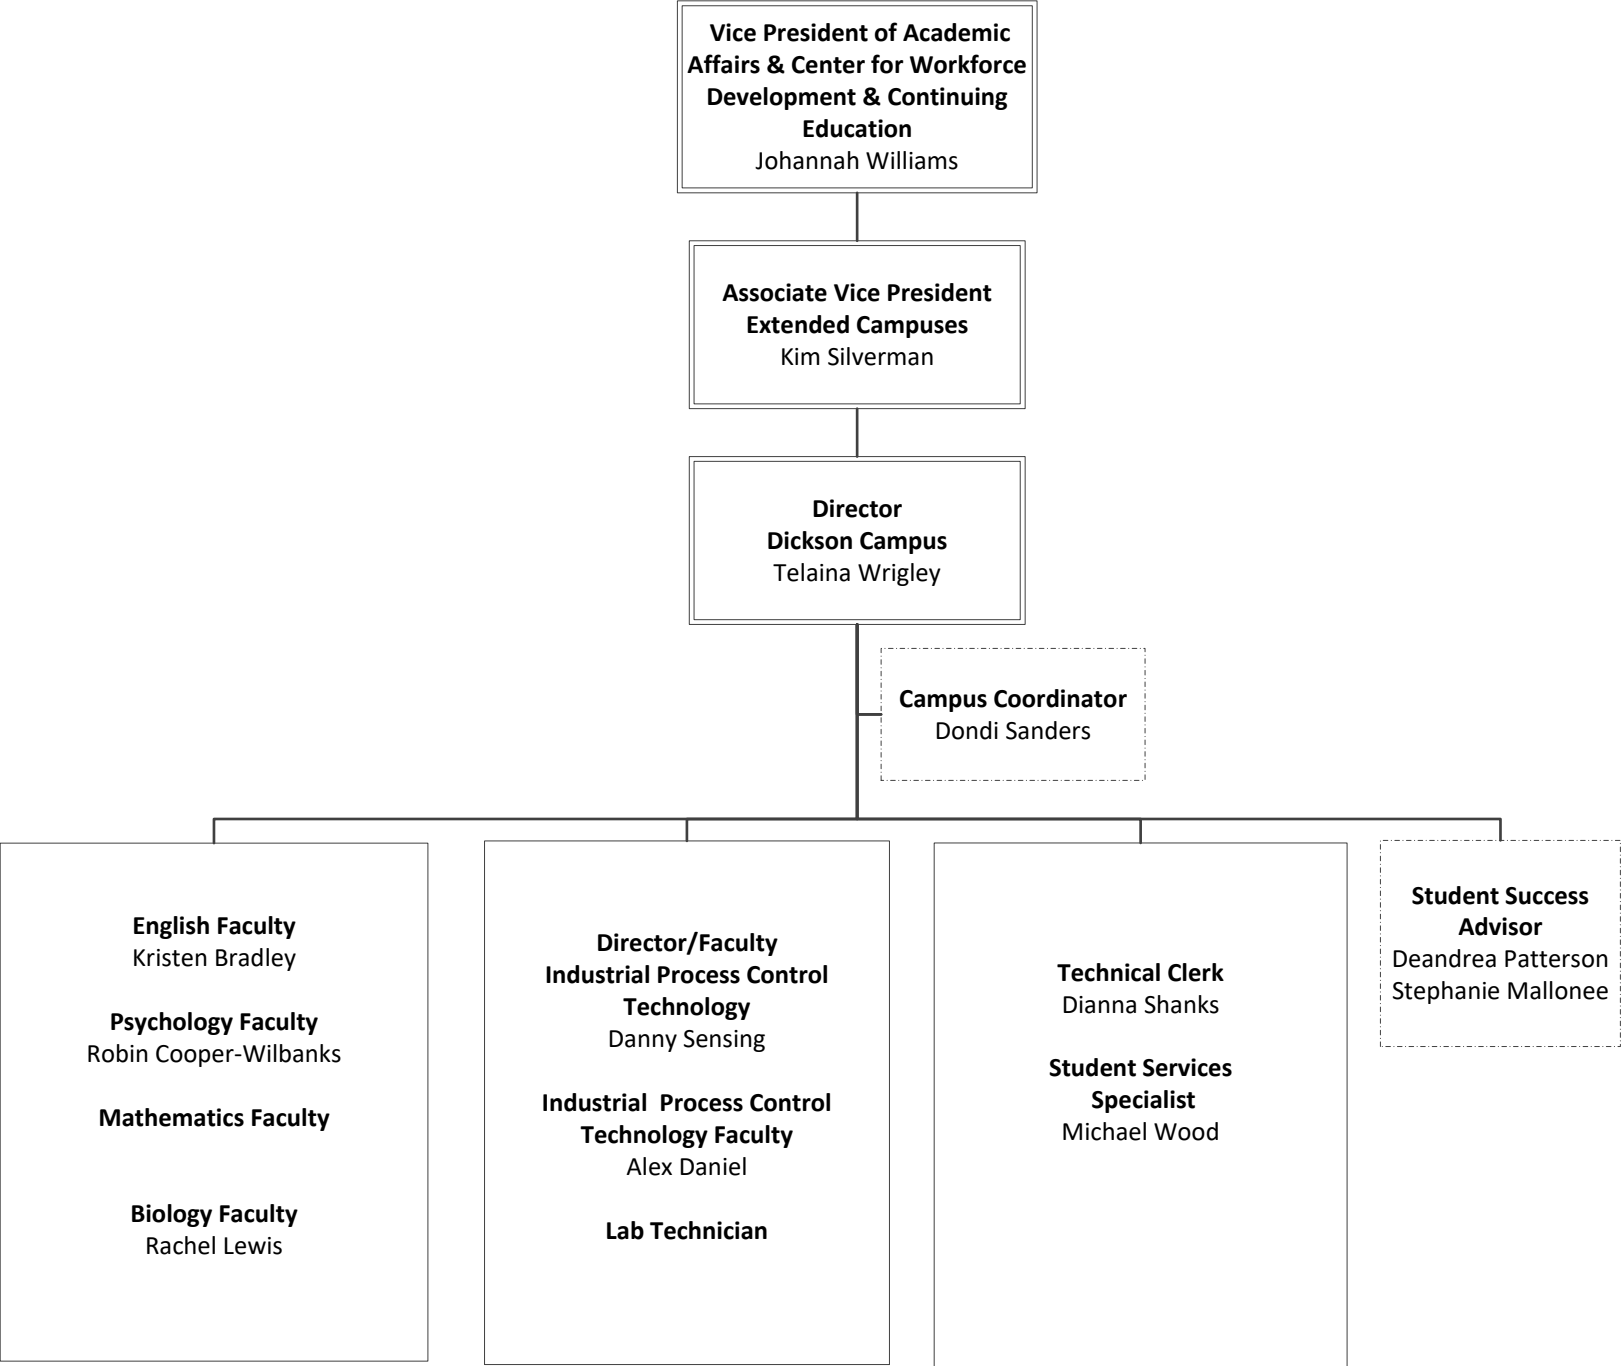 Vice President of Academic
Affairs & Center for Workforce
Development & Continuing
Education
Johannah Williams
Associate Vice President
Extended Campuses
Kim Silverman
Director
Dickson Campus
Telaina Wrigley
Campus Coordinator
Dondi Sanders
English Faculty
Kristen Bradley
Psychology Faculty
Robin Cooper-Wilbanks
Mathematics Faculty
Biology Faculty
Rachel Lewis
Director/Faculty
Industrial Process Control
Technology
Danny Sensing
Industrial  Process Control
Technology Faculty
Alex Daniel
Lab Technician
Technical Clerk
Dianna Shanks
Student Services
Specialist
Michael Wood
Student Success
Advisor
Deandrea Patterson
Stephanie Mallonee